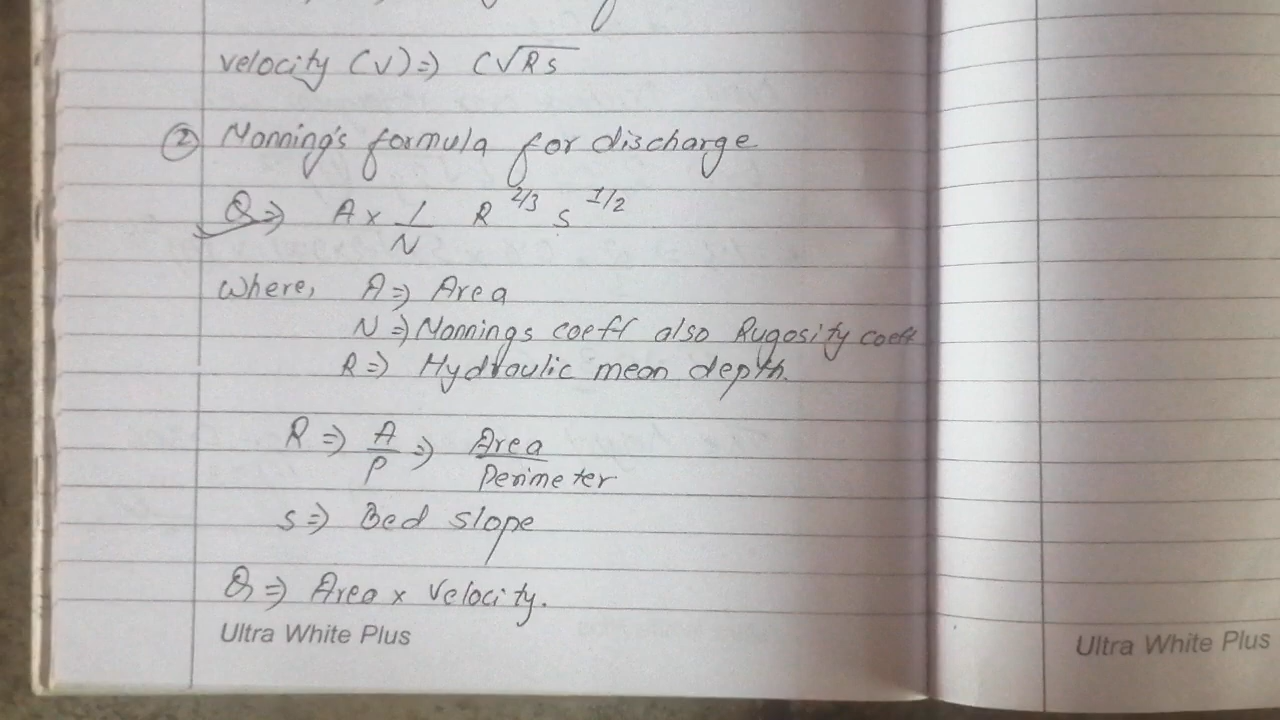 velocity (V) => C√RS
② Manning's formula for discharge
Q => A x 1/N R^2/3 S^1/2
Where, A => Area
N => Mannings coeff also Rugosity coeff
R => Hydraulic mean depth.
R => A/P => Area/Perimeter
S => Bed slope
Q => Area x Velocity.
Ultra White Plus
Ultra White Plus